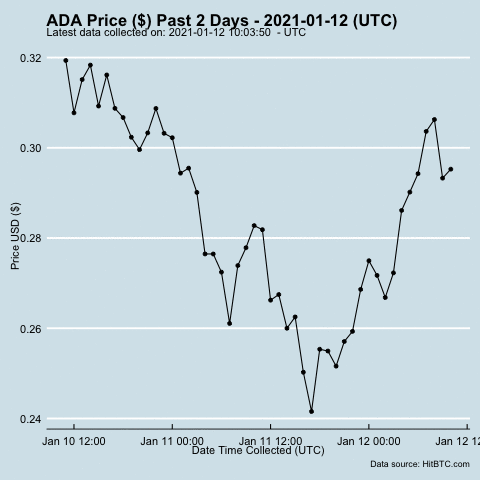 ADA Price ($) Past 2 Days - 2021-01-12 (UTC)
Latest data collected on: 2021-01-12 10:03:50 - UTC
0.32
0.30
0.28
0.26
0.24
Price USD ($)
Jan 10 12:00 Jan 11 00:00 Jan 11 12:00 Jan 12 00:00 Jan 12 12
Date Time Collected (UTC)
Data source: HitBTC.com